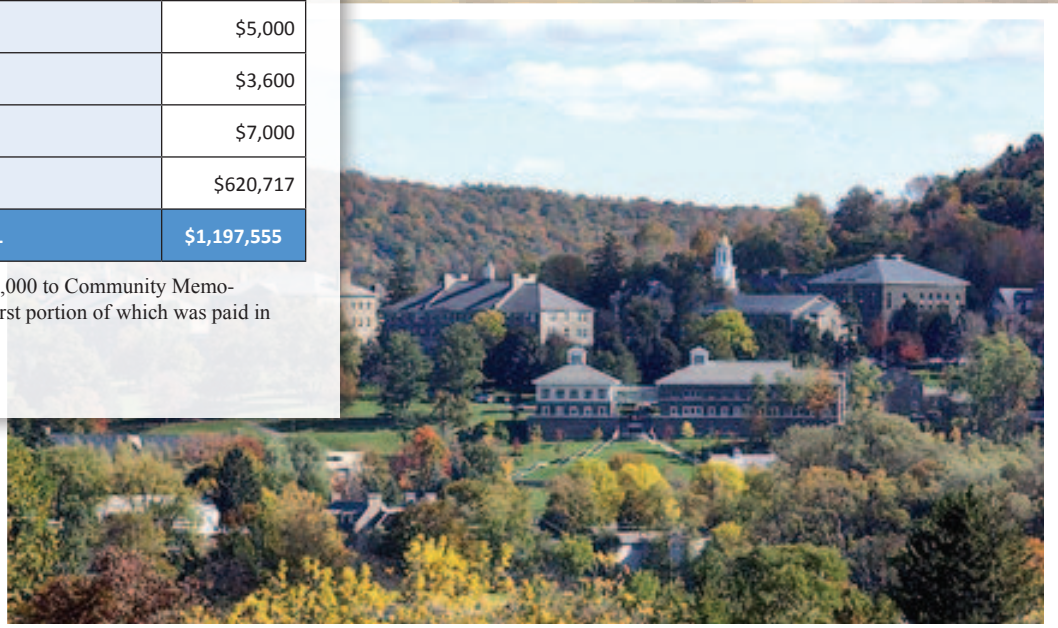 $5,000
$3,600
$7,000
$620,717
$1,197,555
,000 to Community Memo-
rst portion of which was paid in